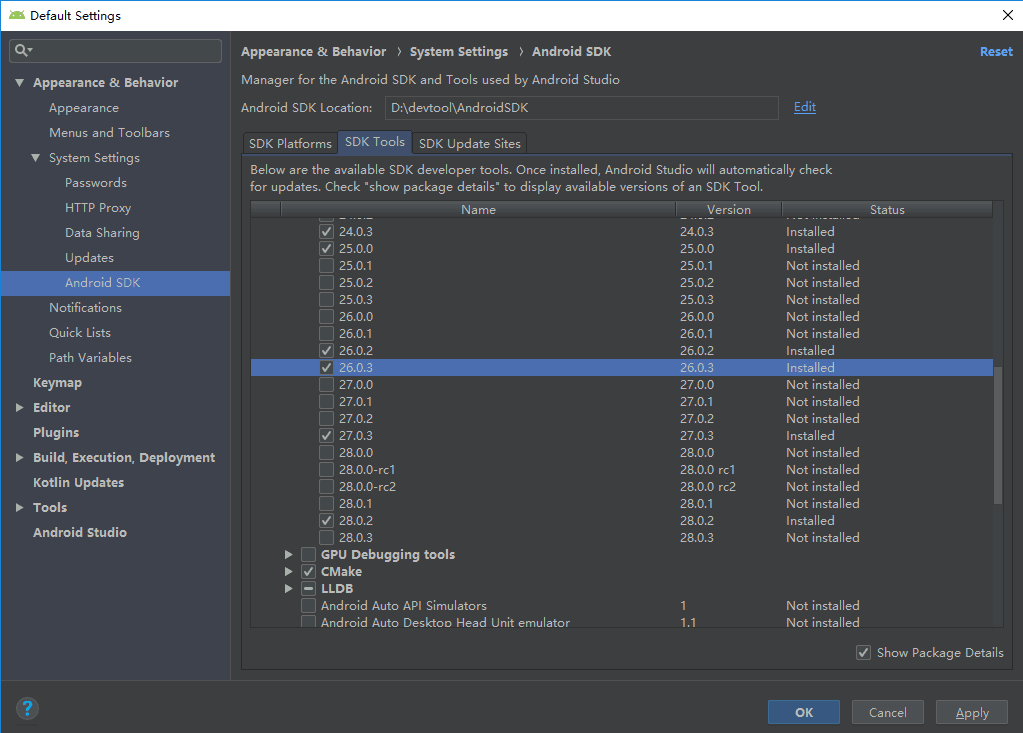 Default Settings
Appearance & Behavior
Appearance
Menus and Toolbars
System Settings
Passwords
HTTP Proxy
Data Sharing
Updates
Android SDK
Notifications
Quick Lists
Path Variables
Keymap
Editor
Plugins
Build, Execution, Deployment
Kotlin Updates
Tools
Android Studio
Appearance & Behavior › System Settings › Android SDK
Reset
Manager for the Android SDK and Tools used by Android Studio
Android SDK Location: D:\devtool\AndroidSDK Edit
SDK Platforms SDK Tools SDK Update Sites
Below are the available SDK developer tools. Once installed, Android Studio will automatically check
for updates. Check "show package details" to display available versions of an SDK Tool.
Name Version Status
24.0.3 24.0.3 Installed
25.0.0 25.0.0 Installed
25.0.1 25.0.1 Not installed
25.0.2 25.0.2 Not installed
25.0.3 25.0.3 Not installed
26.0.0 26.0.0 Not installed
26.0.1 26.0.1 Not installed
26.0.2 26.0.2 Installed
26.0.3 26.0.3 Installed
27.0.0 27.0.0 Not installed
27.0.1 27.0.1 Not installed
27.0.2 27.0.2 Not installed
27.0.3 27.0.3 Installed
28.0.0 28.0.0 Not installed
28.0.0-rc1 28.0.0 rc1 Not installed
28.0.0-rc2 28.0.0 rc2 Not installed
28.0.1 28.0.1 Not installed
28.0.2 28.0.2 Installed
28.0.3 28.0.3 Not installed
GPU Debugging tools
CMake
LLDB
Android Auto API Simulators 1 Not installed
Android Auto Desktop Head Unit emulator 1.1 Not installed
Show Package Details
?
OK Cancel Apply